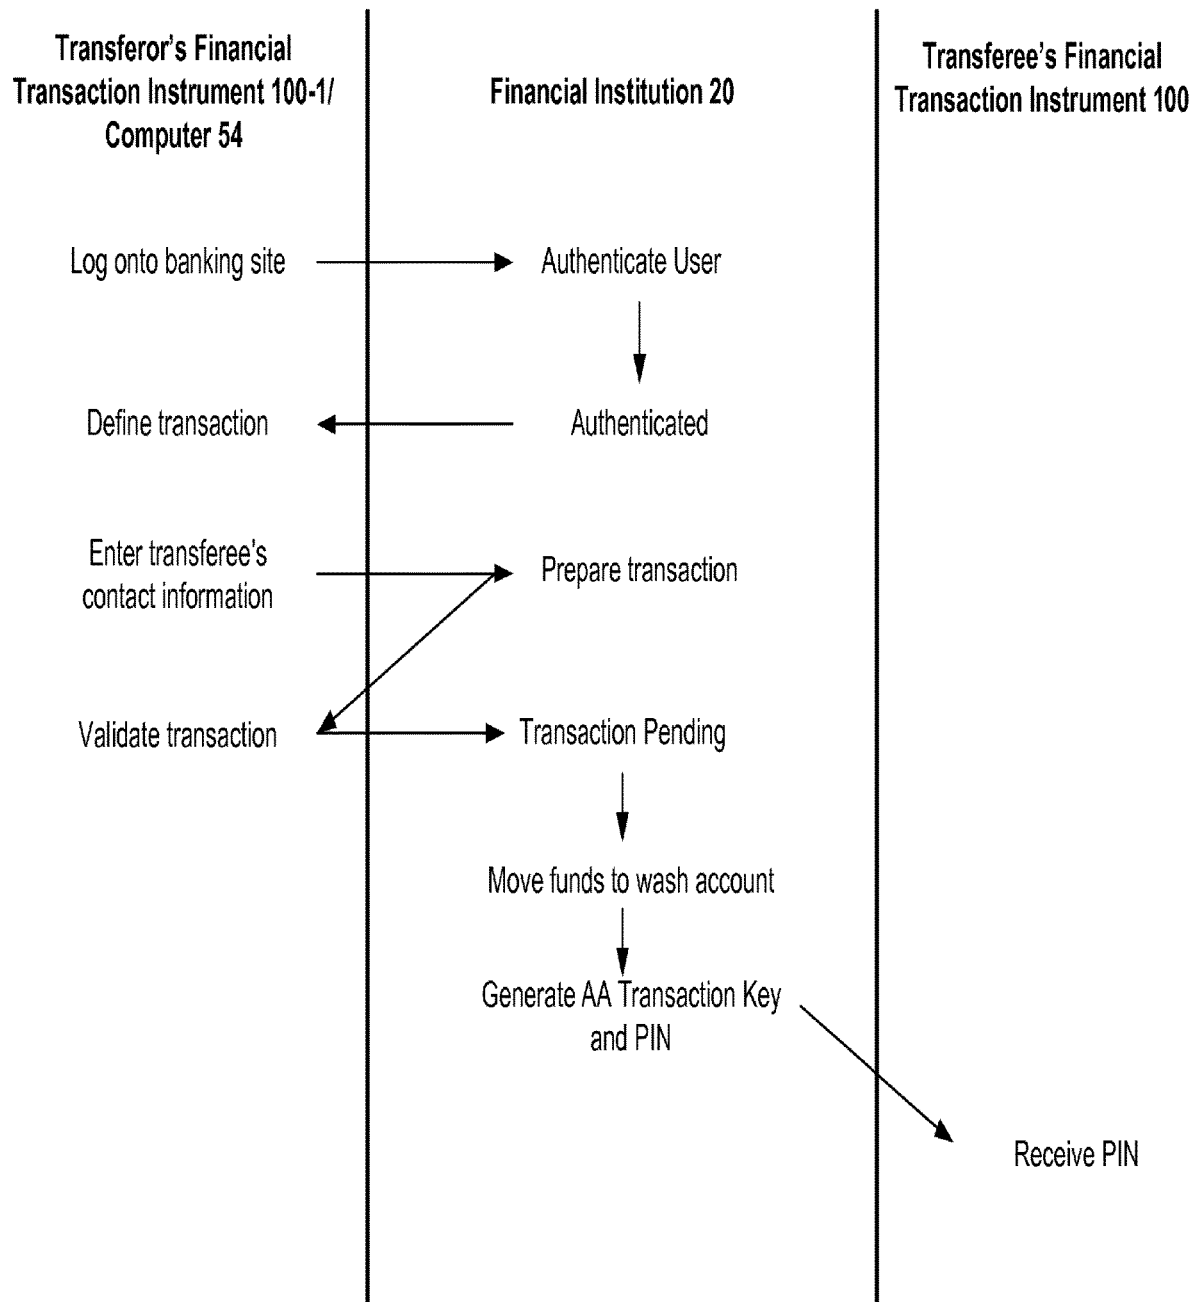 Transferor's Financial
Transaction Instrument 100-1/
Computer 54
Financial Institution 20
Transferee's Financial
Transaction Instrument 100
Log onto banking site
Authenticate User
Define transaction
Authenticated
Enter transferee's
contact information
Prepare transaction
Validate transaction
Transaction Pending
Move funds to wash account
Generate AA Transaction Key
and PIN
Receive PIN